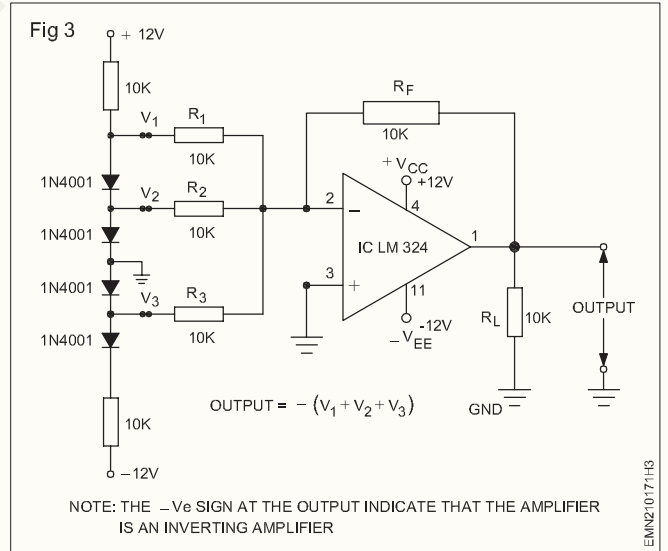 Fig 3
+ 12V
10K
V1
R1
10K
RF
10K
1N4001
V2
R2
10K
+ VCC
+12V
2
−
4
1N4001
IC LM 324
1
1N4001
3
+
11
V3
R3
10K
−12V
− VEE
RL
10K
OUTPUT
1N4001
OUTPUT = − (V1 + V2 + V3)
GND
10K
−12V
NOTE: THE −Ve SIGN AT THE OUTPUT INDICATE THAT THE AMPLIFIER
IS AN INVERTING AMPLIFIER
EMN210171H3